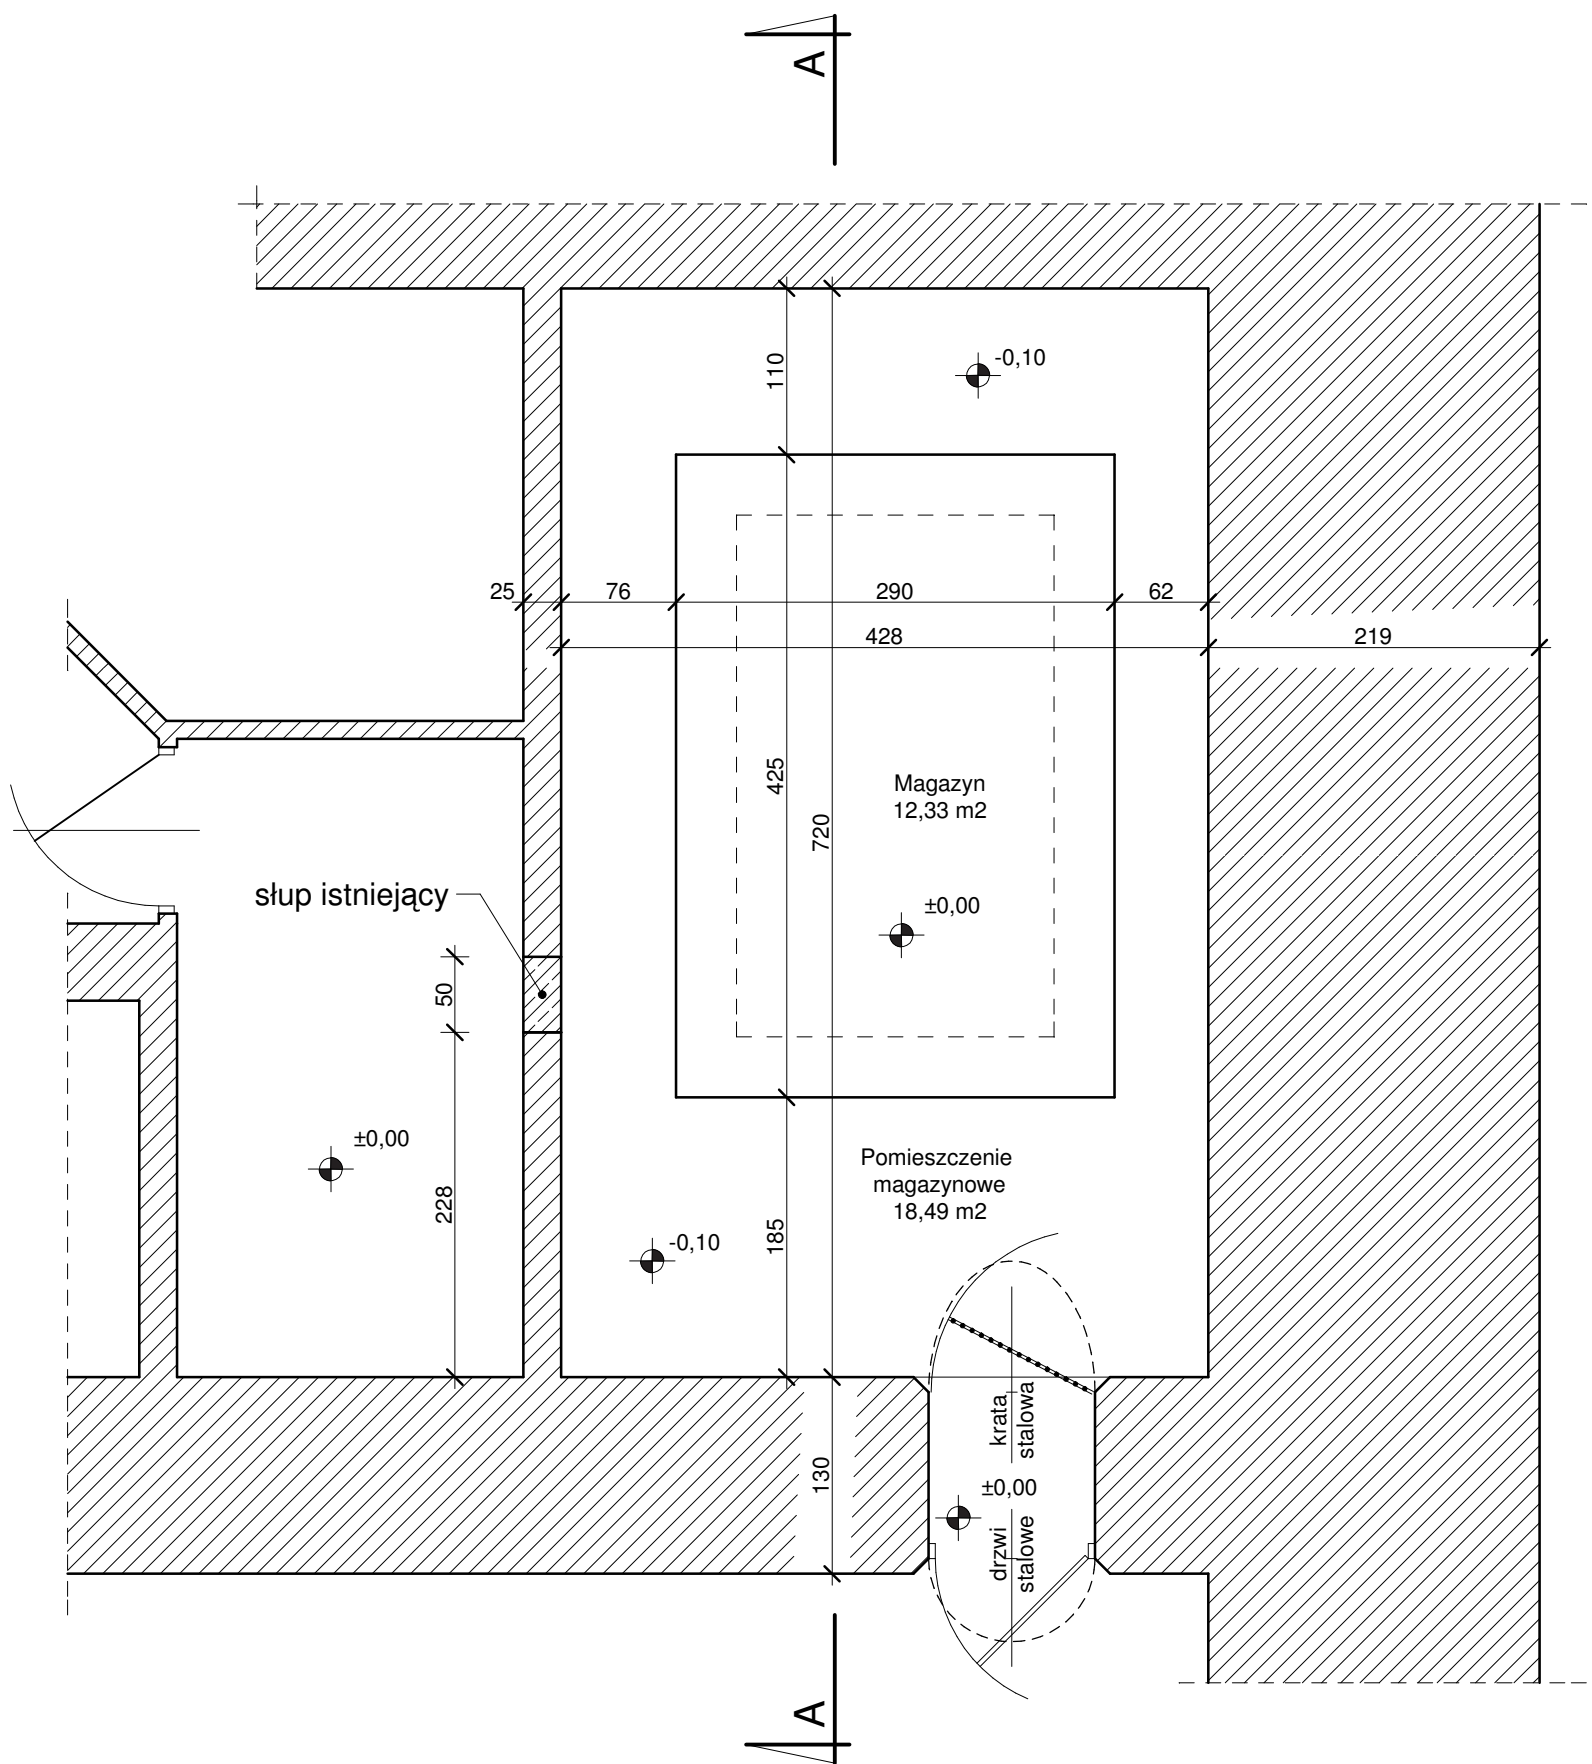 A
-0,10
110
25
76
290
62
428
219
425
720
Magazyn
12,33 m2
słup istniejący
±0,00
50
±0,00
228
Pomieszczenie
magazynowe
18,49 m2
185
-0,10
krata
stalowa
130
±0,00
drzwi
stalowe
A